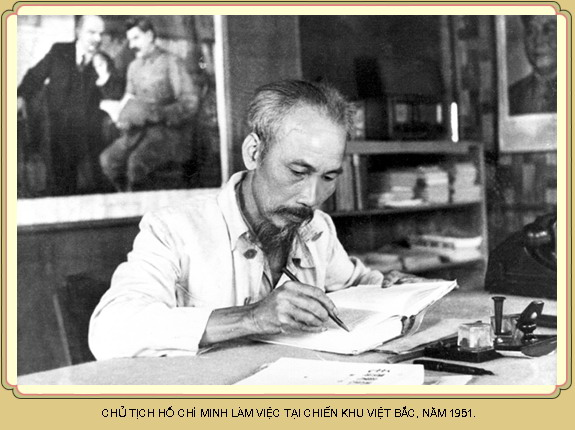 CHỦ TỊCH HỒ CHÍ MINH LÀM VIỆC TẠI CHIẾN KHU VIỆT BẮC, NĂM 1951.